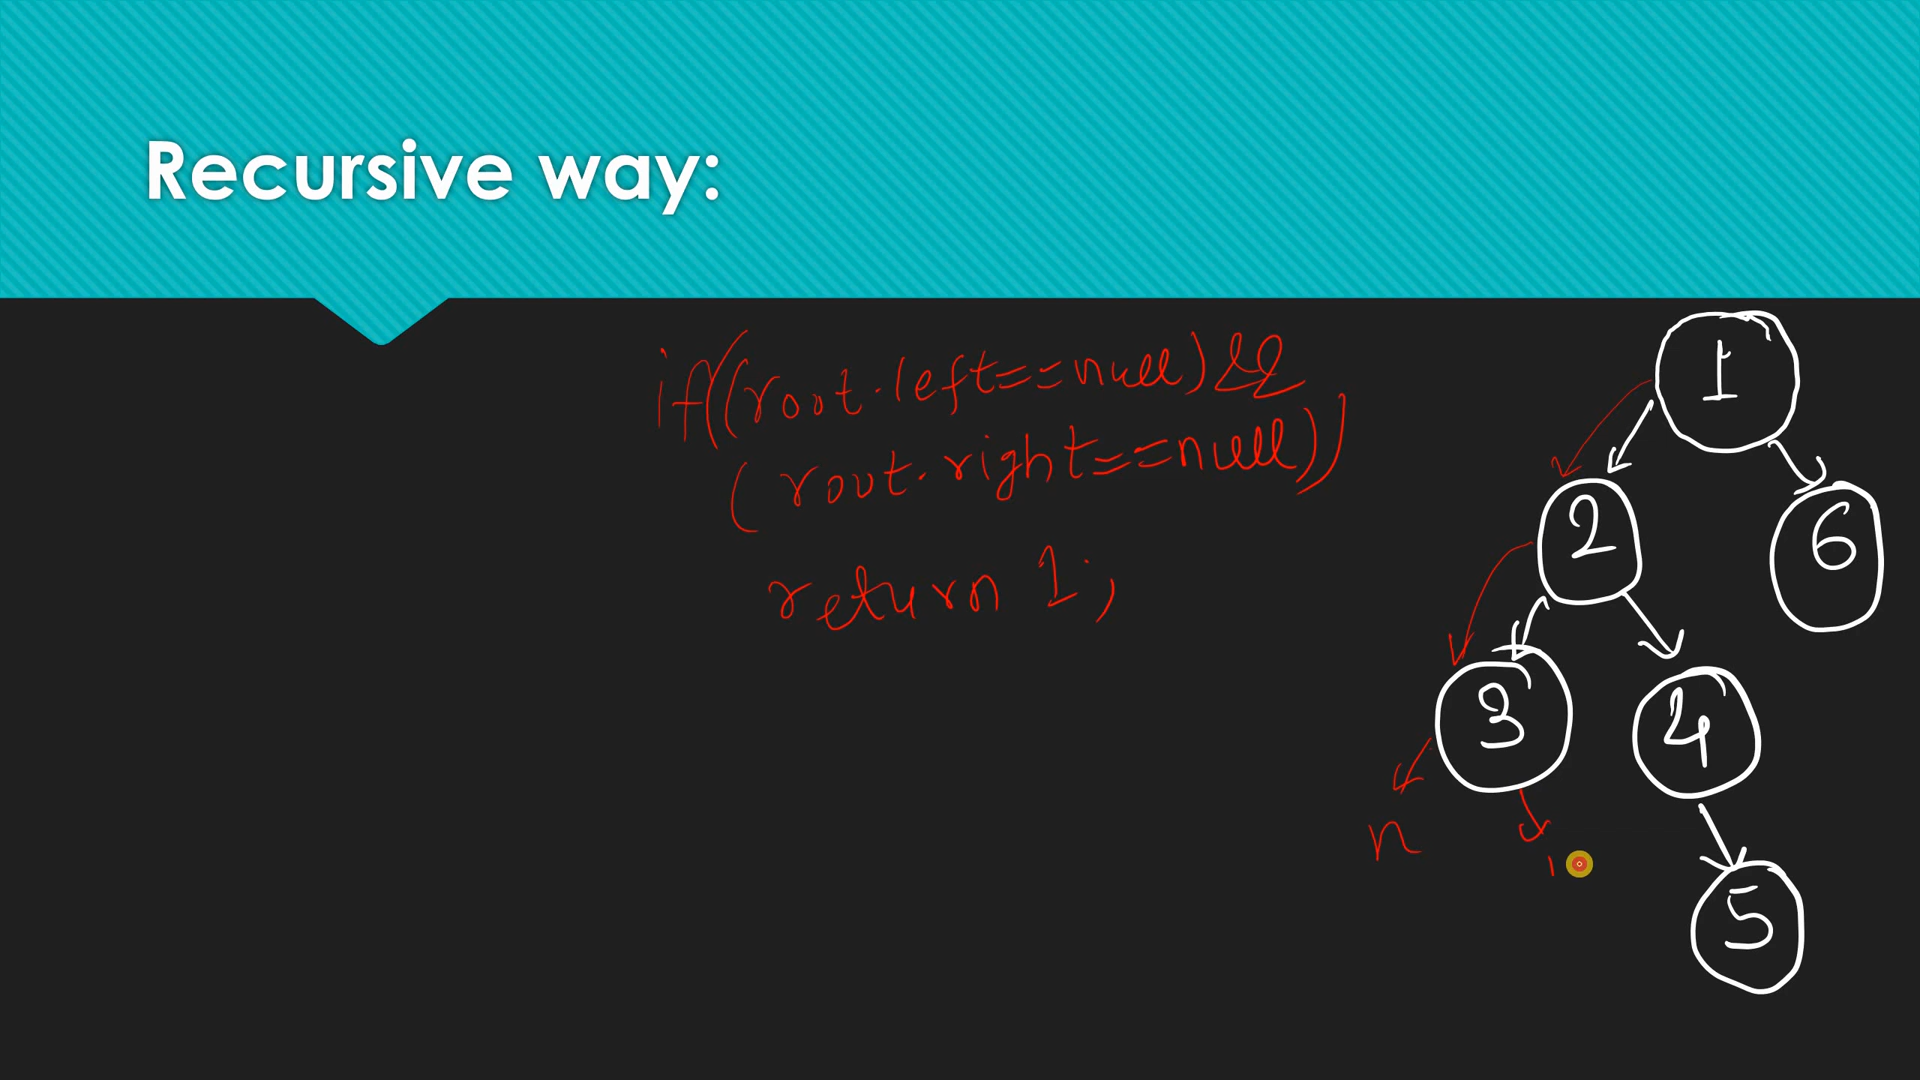 Recursive way:
if((root.left==null)&&
(root.right==null))
return 1;
1
2
6
3
4
n
5